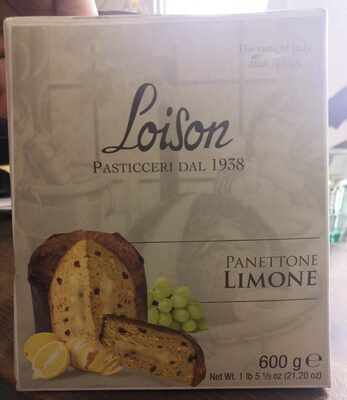 The taste of Italy
Made in Italy
Loison
PASTICCERI DAL 1938
PANETTONE
LIMONE
600 g ℮
Net Wt. 1 lb 5 1/5 oz (21.20 oz)